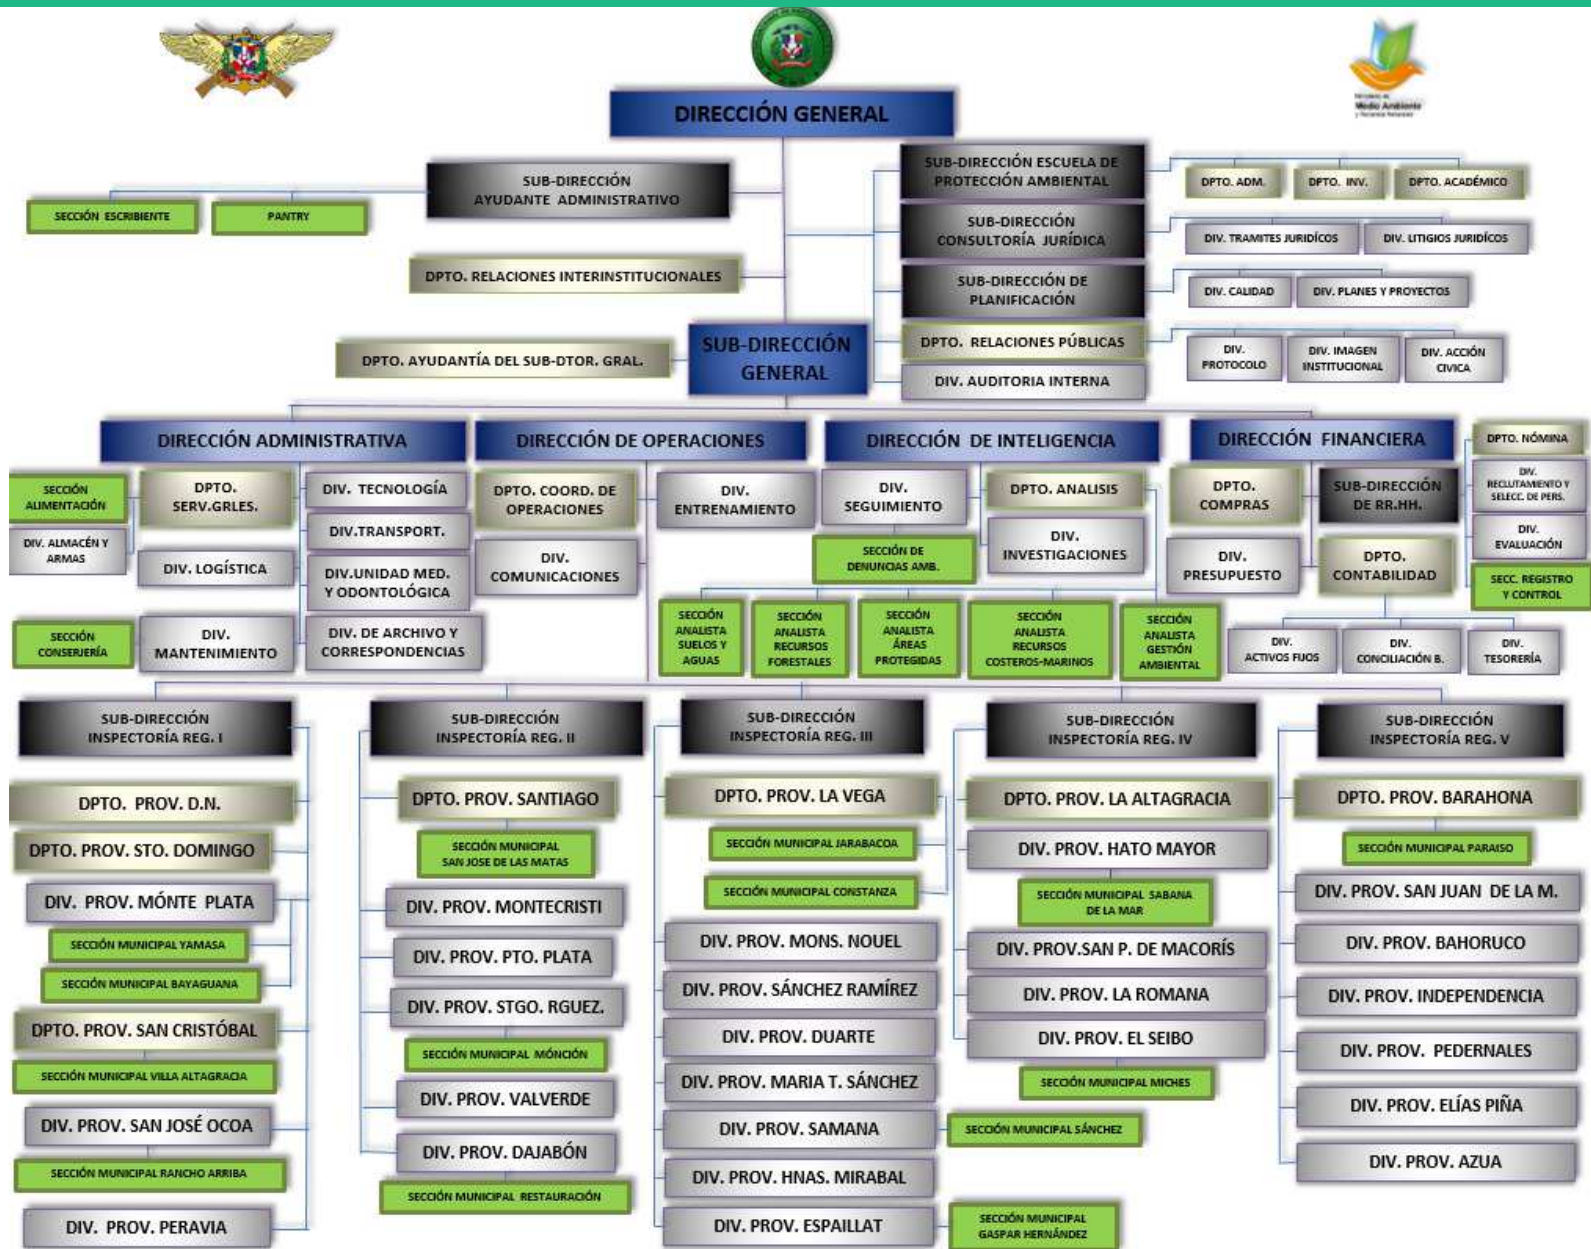 Medio Ambiente
DIRECCIÓN GENERAL
SUB-DIRECCIÓN
AYUDANTE ADMINISTRATIVO
SECCIÓN ESCRIBIENTE
PANTRY
SUB-DIRECCIÓN ESCUELA DE
PROTECCIÓN AMBIENTAL
DPTO. ADM.
DPTO. INV.
DPTO. ACADÉMICO
SUB-DIRECCIÓN
CONSULTORÍA JURÍDICA
DIV. TRAMITES JURIDÍCOS
DIV. LITIGIOS JURIDÍCOS
DPTO. RELACIONES INTERINSTITUCIONALES
SUB-DIRECCIÓN DE
PLANIFICACIÓN
DIV. CALIDAD
DIV. PLANES Y PROYECTOS
DPTO. AYUDANTÍA DEL SUB-DTOR. GRAL.
SUB-DIRECCIÓN
GENERAL
DPTO. RELACIONES PÚBLICAS
DIV.
PROTOCOLO
DIV. IMAGEN
INSTITUCIONAL
DIV. ACCIÓN
CIVICA
DIV. AUDITORIA INTERNA
DIRECCIÓN ADMINISTRATIVA
SECCIÓN
ALIMENTACIÓN
DPTO.
SERV.GRLES.
DIV. TECNOLOGÍA
DIV. ALMACÉN Y
ARMAS
DIV.TRANSPORT.
DIV. LOGÍSTICA
DIV.UNIDAD MED.
Y ODONTOLÓGICA
SECCIÓN
CONSERJERÍA
DIV.
MANTENIMIENTO
DIV. DE ARCHIVO Y
CORRESPONDENCIAS
DIRECCIÓN DE OPERACIONES
DPTO. COORD. DE
OPERACIONES
DIV.
ENTRENAMIENTO
DIV.
COMUNICACIONES
DIRECCIÓN DE INTELIGENCIA
DIV.
SEGUIMIENTO
DPTO. ANALISIS
SECCIÓN DE
DENUNCIAS AMB.
DIV.
INVESTIGACIONES
SECCIÓN
ANALISTA
SUELOS Y
AGUAS
SECCIÓN
ANALISTA
RECURSOS
FORESTALES
SECCIÓN
ANALISTA
ÁREAS
PROTEGIDAS
SECCIÓN
ANALISTA
RECURSOS
COSTEROS-MARINOS
SECCIÓN
ANALISTA
GESTIÓN
AMBIENTAL
DIRECCIÓN FINANCIERA
DPTO.
COMPRAS
SUB-DIRECCIÓN
DE RR.HH.
DPTO. NÓMINA
DIV.
RECLUTAMIENTO Y
SELECC. DE PERS.
DIV.
EVALUACIÓN
SECC. REGISTRO
Y CONTROL
DIV.
PRESUPUESTO
DPTO.
CONTABILIDAD
DIV.
ACTIVOS FIJOS
DIV.
CONCILIACIÓN B.
DIV.
TESORERÍA
SUB-DIRECCIÓN
INSPECTORÍA REG. I
DPTO. PROV. D.N.
DPTO. PROV. STO. DOMINGO
DIV. PROV. MÓNTE PLATA
SECCIÓN MUNICIPAL YAMASA
SECCIÓN MUNICIPAL BAYAGUANA
DPTO. PROV. SAN CRISTÓBAL
SECCIÓN MUNICIPAL VILLA ALTAGRACIA
DIV. PROV. SAN JOSÉ OCOA
SECCIÓN MUNICIPAL RANCHO ARRIBA
DIV. PROV. PERAVIA
SUB-DIRECCIÓN
INSPECTORÍA REG. II
DPTO. PROV. SANTIAGO
SECCIÓN MUNICIPAL
SAN JOSE DE LAS MATAS
DIV. PROV. MONTECRISTI
DIV. PROV. PTO. PLATA
DIV. PROV. STGO. RGUEZ.
SECCIÓN MUNICIPAL MÓNCIÓN
DIV. PROV. VALVERDE
DIV. PROV. DAJABÓN
SECCIÓN MUNICIPAL RESTAURACIÓN
SUB-DIRECCIÓN
INSPECTORÍA REG. III
DPTO. PROV. LA VEGA
SECCIÓN MUNICIPAL JARABACOA
SECCIÓN MUNICIPAL CONSTANZA
DIV. PROV. MONS. NOUEL
DIV. PROV. SÁNCHEZ RAMÍREZ
DIV. PROV. DUARTE
DIV. PROV. MARIA T. SÁNCHEZ
DIV. PROV. SAMANA
SECCIÓN MUNICIPAL SÁNCHEZ
DIV. PROV. HNAS. MIRABAL
DIV. PROV. ESPAILLAT
SECCIÓN MUNICIPAL
GASPAR HERNÁNDEZ
SUB-DIRECCIÓN
INSPECTORÍA REG. IV
DPTO. PROV. LA ALTAGRACIA
DIV. PROV. HATO MAYOR
SECCIÓN MUNICIPAL SABANA
DE LA MAR
DIV. PROV.SAN P. DE MACORÍS
DIV. PROV. LA ROMANA
DIV. PROV. EL SEIBO
SECCIÓN MUNICIPAL MICHES
SUB-DIRECCIÓN
INSPECTORÍA REG. V
DPTO. PROV. BARAHONA
SECCIÓN MUNICIPAL PARAISO
DIV. PROV. SAN JUAN DE LA M.
DIV. PROV. BAHORUCO
DIV. PROV. INDEPENDENCIA
DIV. PROV. PEDERNALES
DIV. PROV. ELÍAS PIÑA
DIV. PROV. AZUA